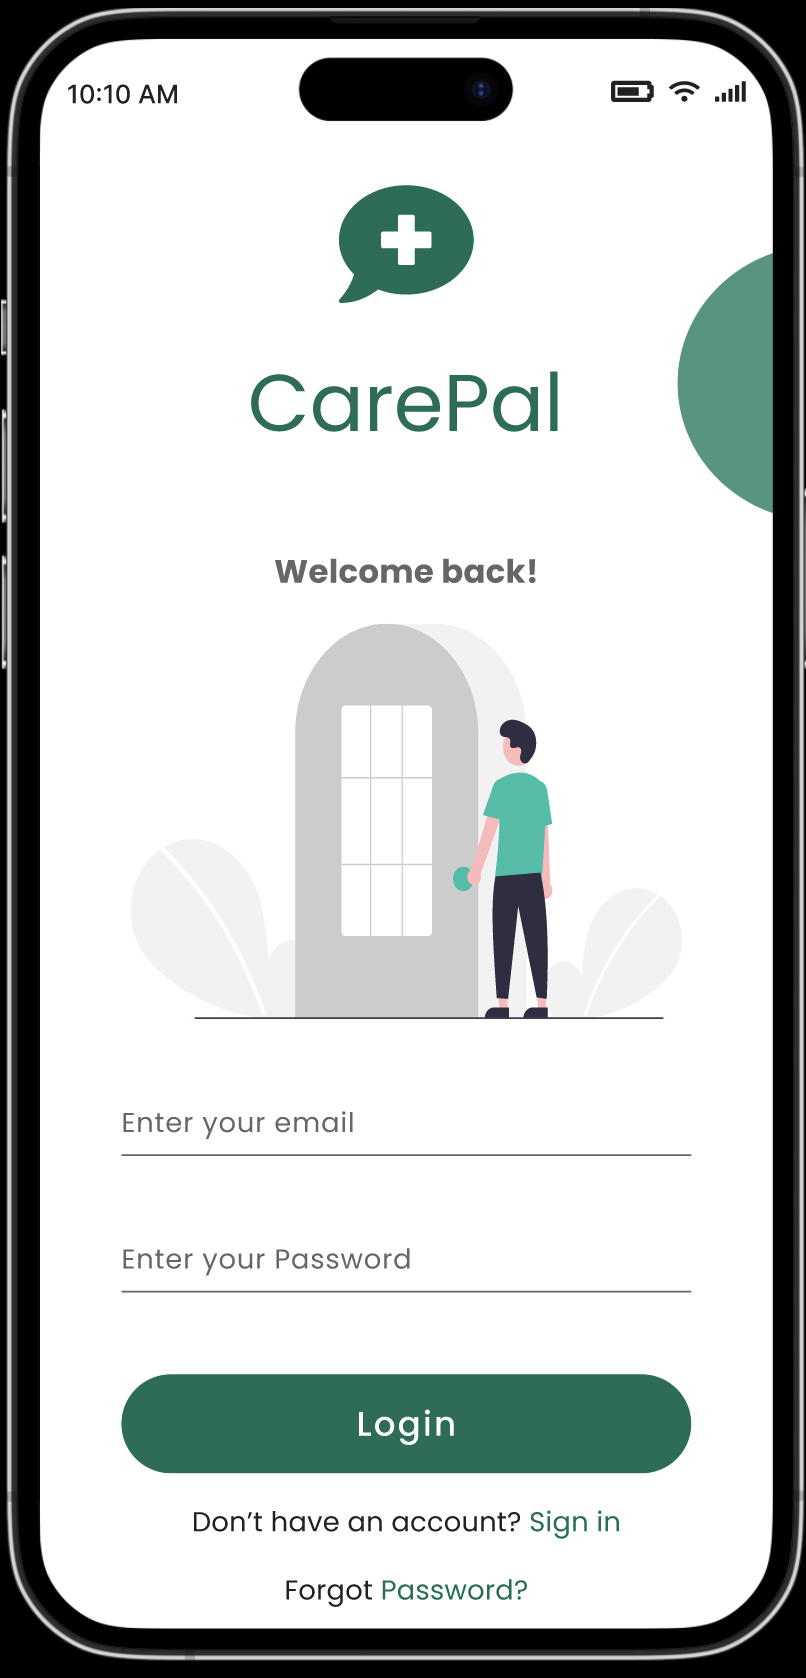 10:10 AM
CarePal
Welcome back!
Enter your email
Enter your Password
Login
Don’t have an account? Sign in
Forgot Password?